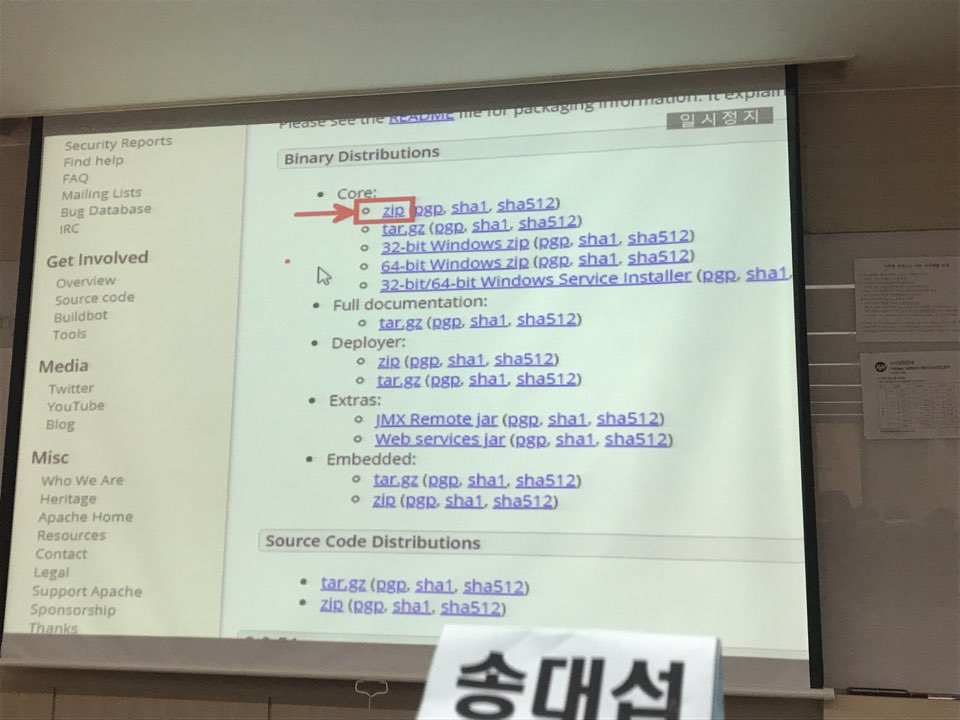 Please see the README file for packaging information. It explain
일시정지
Security Reports
Find help
FAQ
Mailing Lists
Bug Database
IRC
Get Involved
Overview
Source code
Buildbot
Tools
Media
Twitter
YouTube
Blog
Misc
Who We Are
Heritage
Apache Home
Resources
Contact
Legal
Support Apache
Sponsorship
Thanks
Binary Distributions
Core:
zip (pgp, sha1, sha512)
tar.gz (pgp, sha1, sha512)
32-bit Windows zip (pgp, sha1, sha512)
64-bit Windows zip (pgp, sha1, sha512)
32-bit/64-bit Windows Service Installer (pgp, sha1,
Full documentation:
tar.gz (pgp, sha1, sha512)
Deployer:
zip (pgp, sha1, sha512)
tar.gz (pgp, sha1, sha512)
Extras:
JMX Remote jar (pgp, sha1, sha512)
Web services jar (pgp, sha1, sha512)
Embedded:
tar.gz (pgp, sha1, sha512)
zip (pgp, sha1, sha512)
Source Code Distributions
tar.gz (pgp, sha1, sha512)
zip (pgp, sha1, sha512)
송대섭